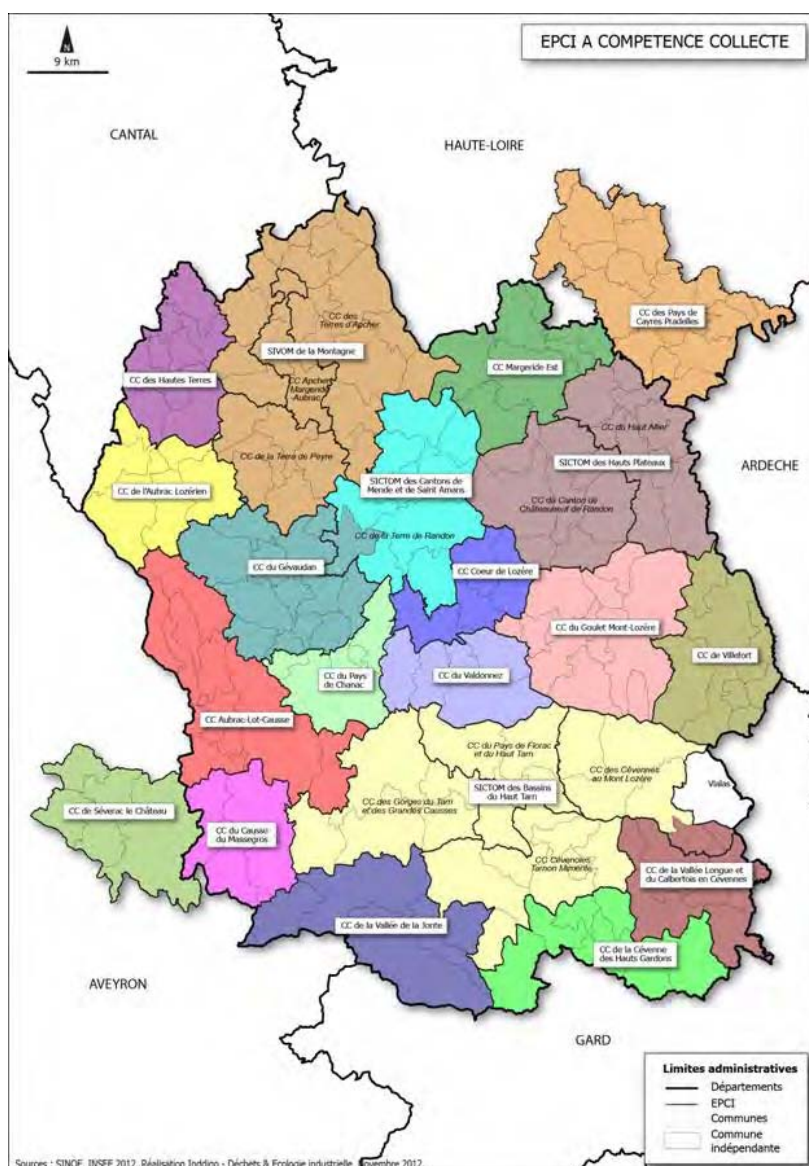 EPCI A COMPETENCE COLLECTE
N
9 km
CANTAL
HAUTE-LOIRE
CC des Pays de
Cayres Pradelles
CC des
Terres d'Apcher
SIVOM de la Montagne
CC Margeride Est
CC des Hautes Terres
CC Apcher
Margeride
Aubrac
CC du Haut Allier
CC de la Terre de Peyre
SICTOM des Hauts Plateaux
ARDECHE
SICTOM des Cantons de
Mende et de Saint Amans
CC de l'Aubrac Lozérien
CC du Canton de
Châteauneuf de Randon
CC de la Terre de Randon
CC du Gévaudan
CC Coeur de Lozère
CC du Goulet Mont-Lozère
CC de Villefort
CC du Pays
de Chanac
CC du Valdonnez
CC Aubrac-Lot-Causse
CC du Pays de Florac
et du Haut Tarn
CC des Cévennes
au Mont Lozère
Vialas
SICTOM des Bassins
du Haut Tarn
CC des Gorges du Tarn
et des Grandes Causses
CC de Séverac le Château
CC du Causse
du Massegros
CC Cévenoles
Tarnon Mimente
CC de la Vallée Longue et
du Calbertois en Cévennes
CC de la Vallée de la Jonte
CC de la Cévenne
des Hauts Gardons
AVEYRON
GARD
Limites administratives
Départements
EPCI
Communes
Commune
indépendante
Sources : SINOE, INSEE 2012, Réalisation Inddigo - Déchets & Ecologie industrielle, Novembre 2012